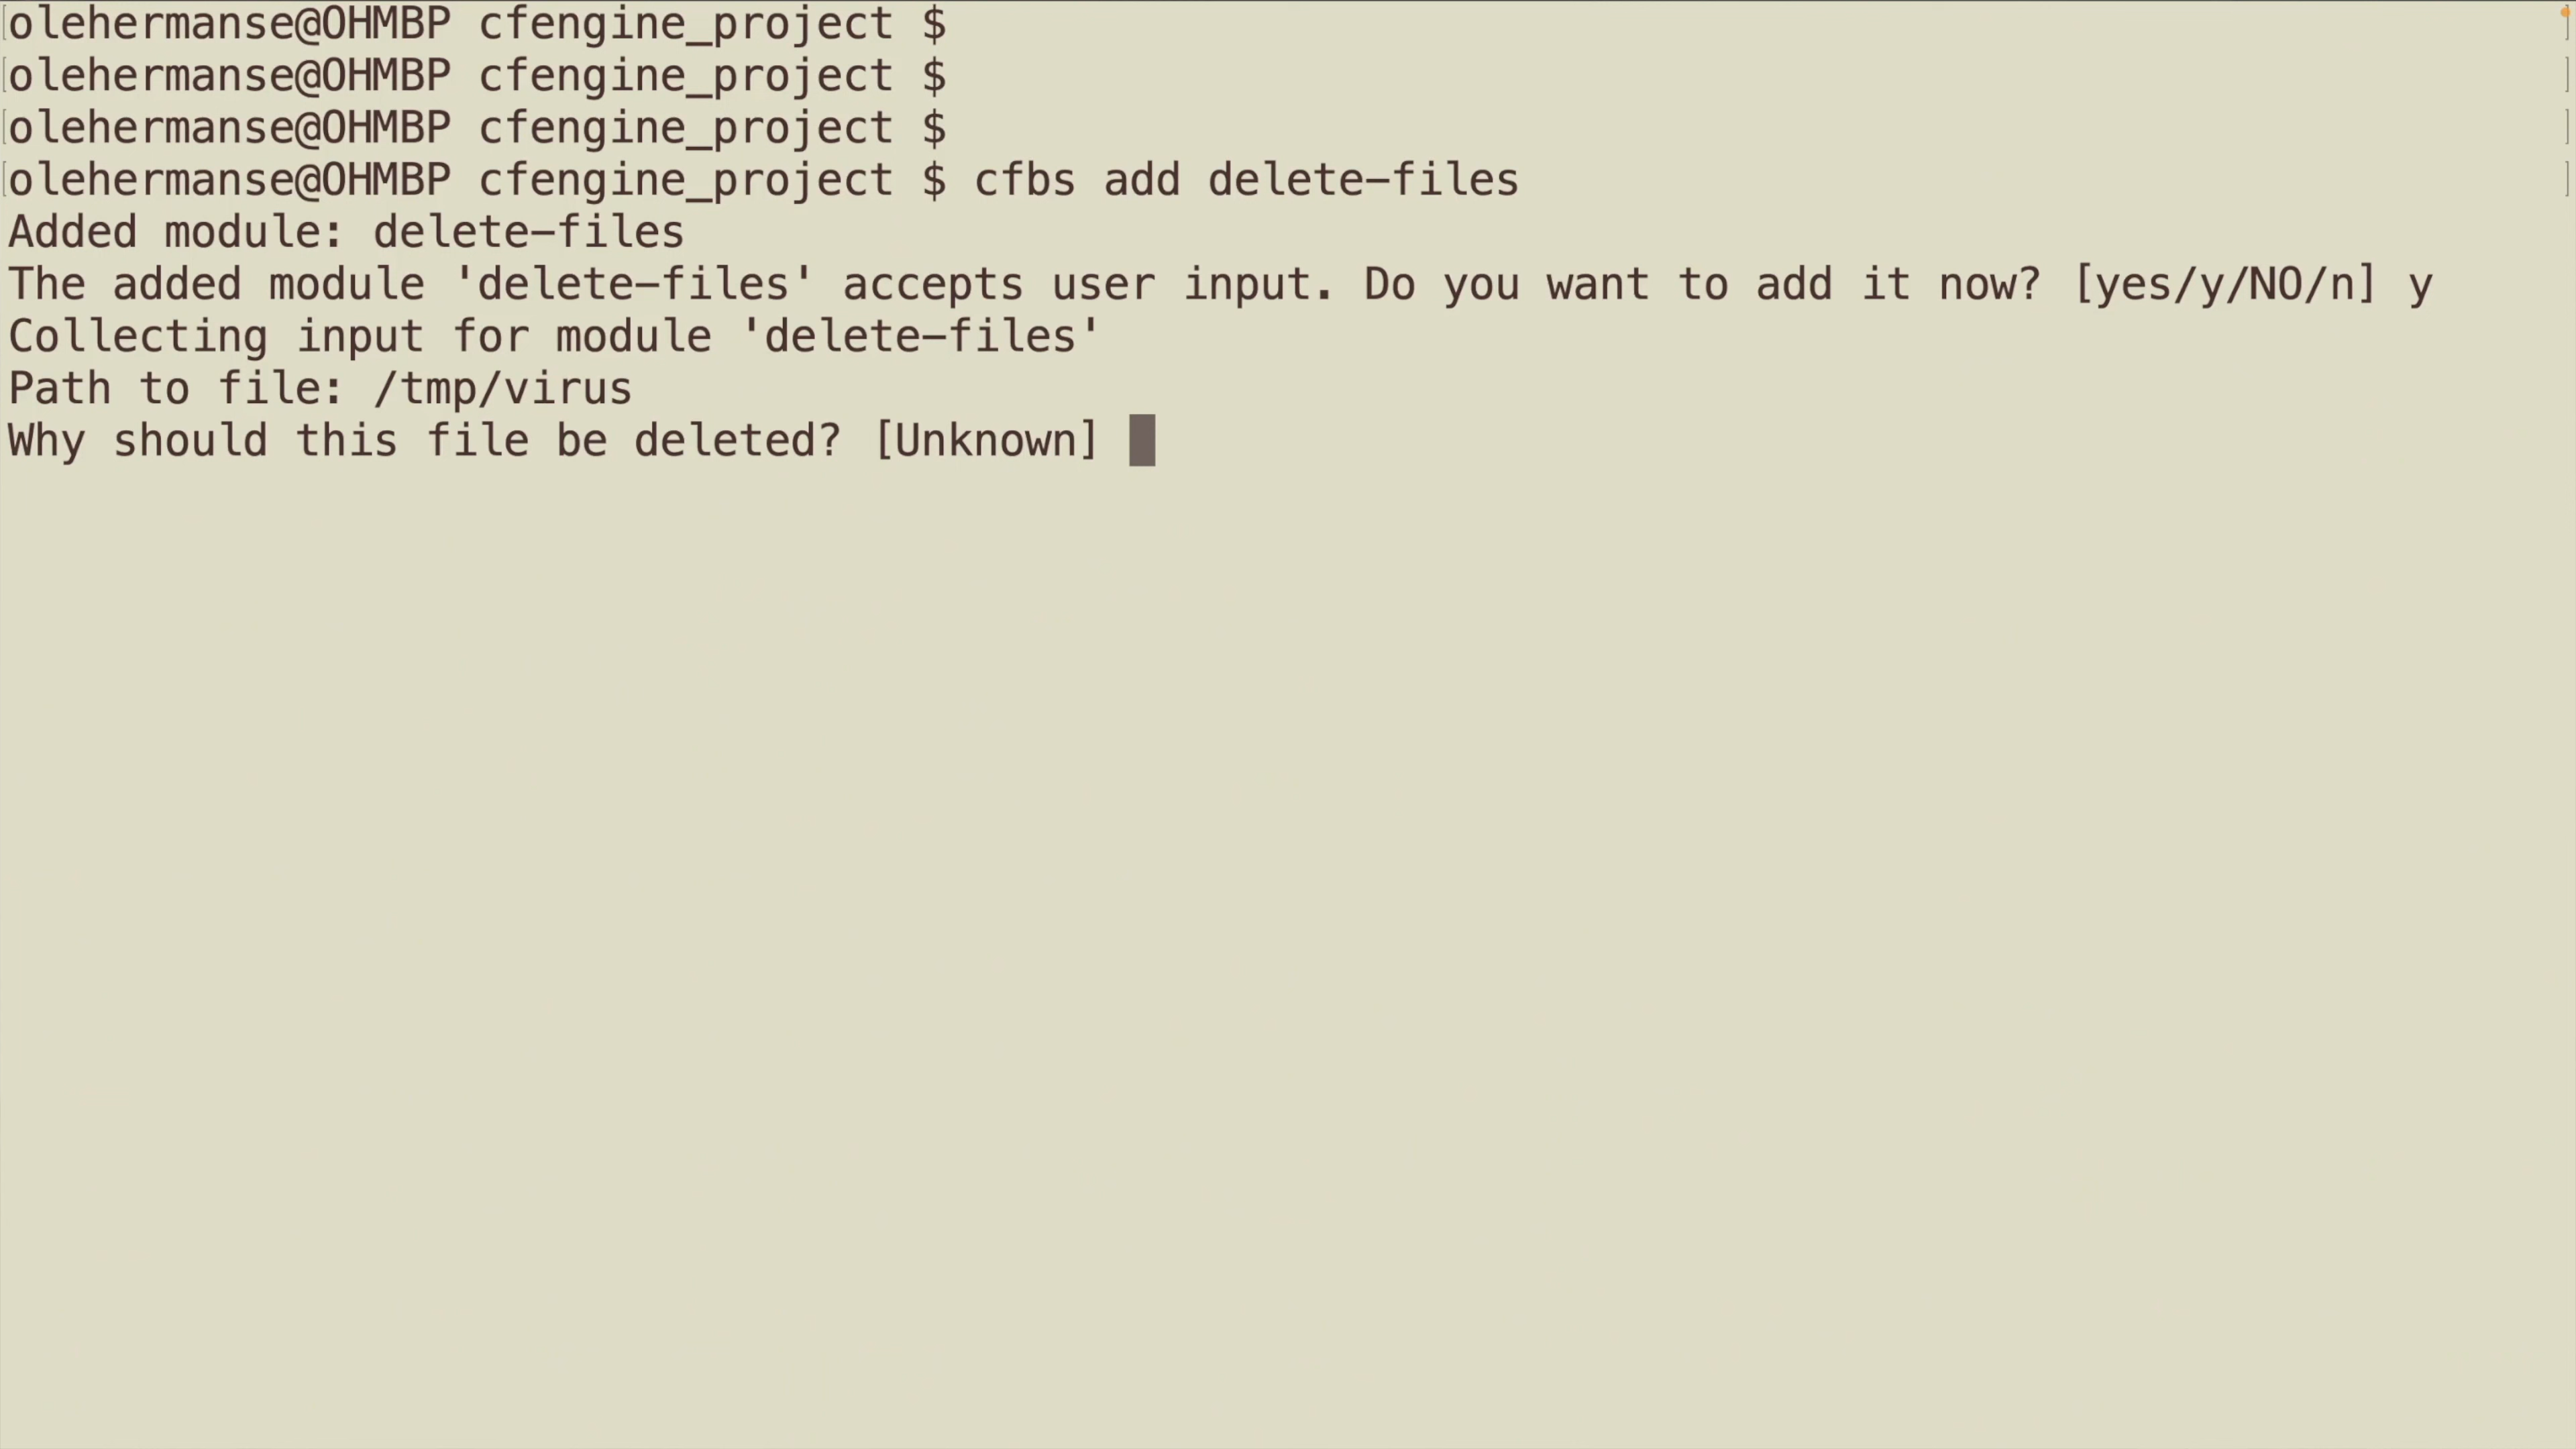 olehermanse@OHMBP cfengine_project $
olehermanse@OHMBP cfengine_project $
olehermanse@OHMBP cfengine_project $
olehermanse@OHMBP cfengine_project $ cfbs add delete-files
Added module: delete-files
The added module 'delete-files' accepts user input. Do you want to add it now? [yes/y/NO/n] y
Collecting input for module 'delete-files'
Path to file: /tmp/virus
Why should this file be deleted? [Unknown]